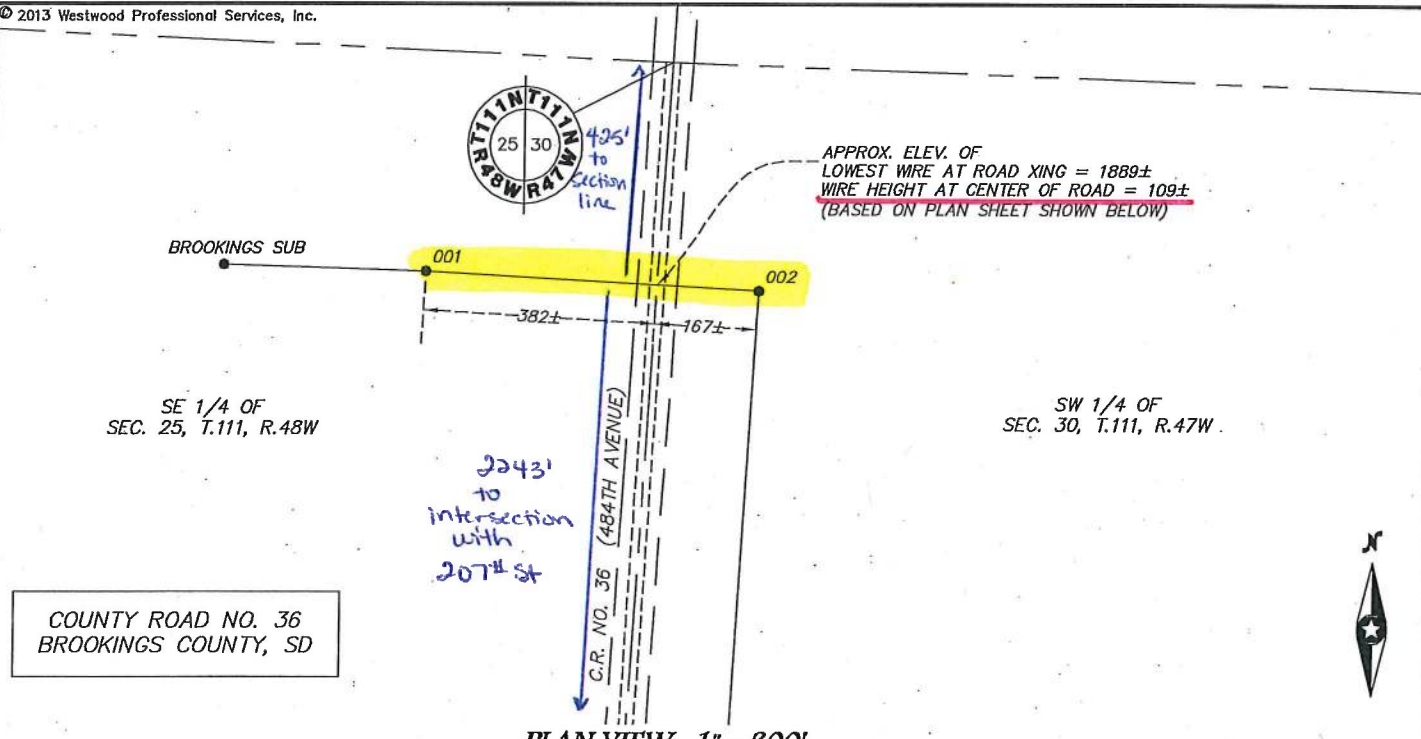 © 2013 Westwood Professional Services, Inc.
T111N T111N
25 30
R48W R47W
425'
to
section
line
APPROX. ELEV. OF
LOWEST WIRE AT ROAD XING = 1889±
WIRE HEIGHT AT CENTER OF ROAD = 109±
(BASED ON PLAN SHEET SHOWN BELOW)
BROOKINGS SUB
001
002
382±
167±
SE 1/4 OF
SEC. 25, T.111, R.48W
SW 1/4 OF
SEC. 30, T.111, R.47W
C.R. NO. 36 (484TH AVENUE)
2243'
to
intersection
with
207th St
N
COUNTY ROAD NO. 36
BROOKINGS COUNTY, SD
PLAN VIEW